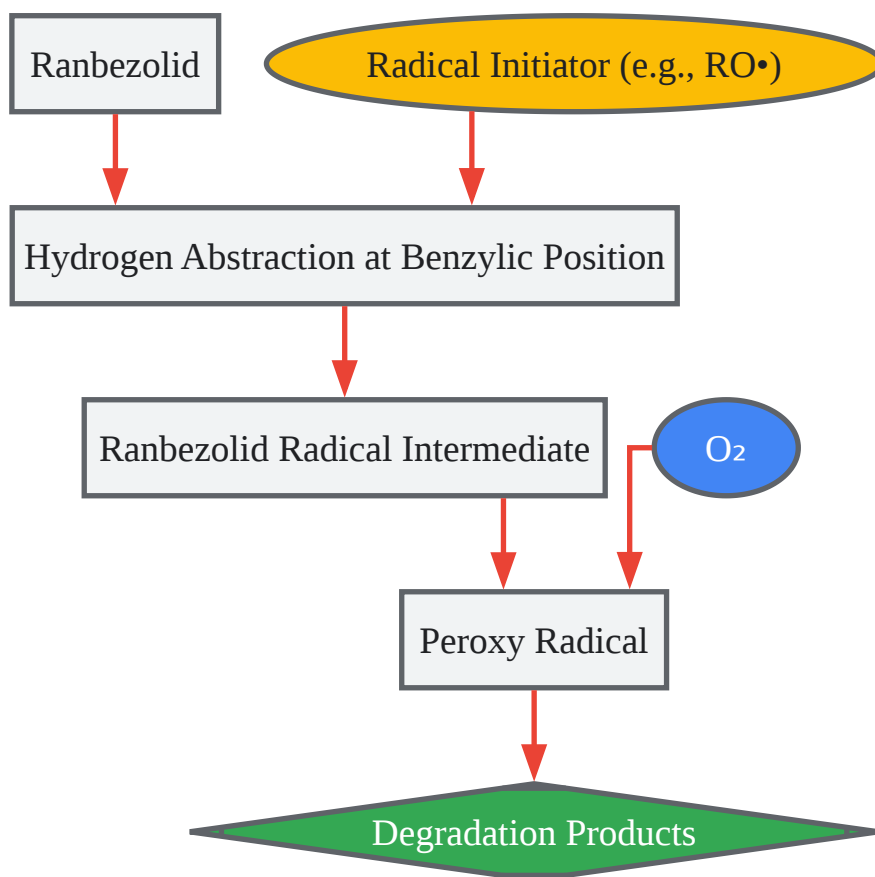 Ranbezolid
Radical Initiator (e.g., RO•)
Hydrogen Abstraction at Benzylic Position
Ranbezolid Radical Intermediate
O₂
Peroxy Radical
Degradation Products